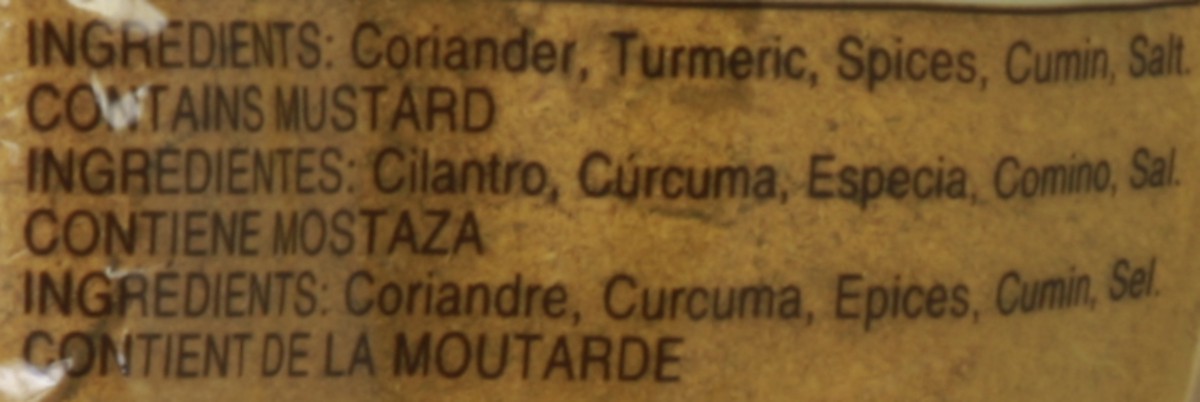 INGREDIENTS: Coriander, Turmeric, Spices, Cumin, Salt.
CONTAINS MUSTARD
INGREDIENTES: Cilantro, Cúrcuma, Especia, Comino, Sal.
CONTIENE MOSTAZA
INGRÉDIENTS: Coriandre, Curcuma, Epices, Cumin, Sel.
CONTIENT DE LA MOUTARDE